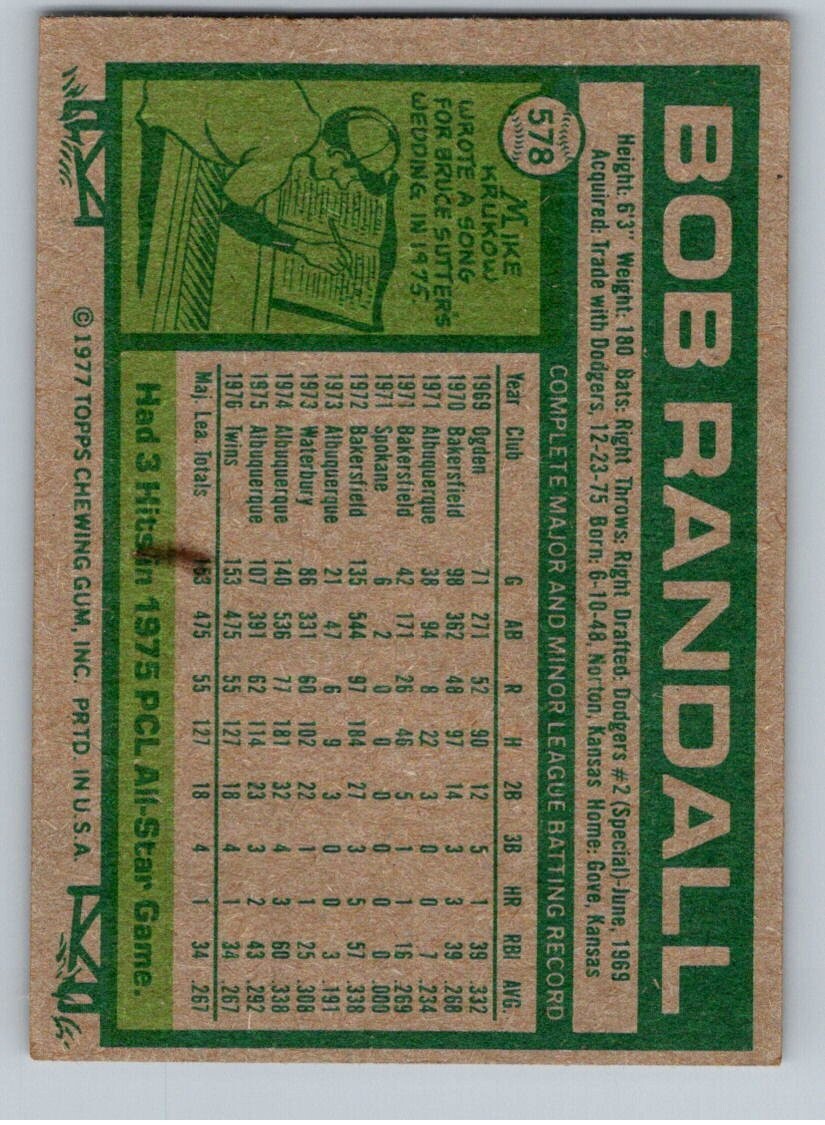 BOB RANDALL
578
Height: 6'3" Weight: 180 Bats: Right Throws: Right Drafted: Dodgers #2 (Special)-June, 1969
Acquired: Trade with Dodgers, 12-23-75 Born: 6-10-48, Norton, Kansas Home: Gove, Kansas
MIKE
KRUKOW
WROTE A SONG
FOR BRUCE SUTTER'S
WEDDING IN 1975.
COMPLETE MAJOR AND MINOR LEAGUE BATTING RECORD
Year Club G AB R H 2B 3B HR RBI AVG.
1969 Ogden 71 271 52 90 12 5 1 39 .332
1970 Bakersfield 98 362 48 97 14 3 3 39 .268
1971 Albuquerque 38 94 8 22 3 0 0 7 .234
1971 Bakersfield 42 171 26 46 5 1 1 16 .269
1971 Spokane 6 2 0 0 0 0 0 0 .000
1972 Bakersfield 135 544 97 184 27 3 5 57 .338
1973 Albuquerque 21 47 6 9 3 0 0 3 .191
1973 Waterbury 86 331 60 102 22 1 1 25 .308
1974 Albuquerque 140 536 77 181 32 4 3 60 .338
1975 Albuquerque 107 391 62 114 23 3 2 43 .292
1976 Twins 153 475 55 127 18 4 1 34 .267
Maj. Lea. Totals 153 475 55 127 18 4 1 34 .267
Had 3 Hits in 1975 PCL All-Star Game.
©1977 TOPPS CHEWING GUM, INC. PRTD. IN U.S.A.